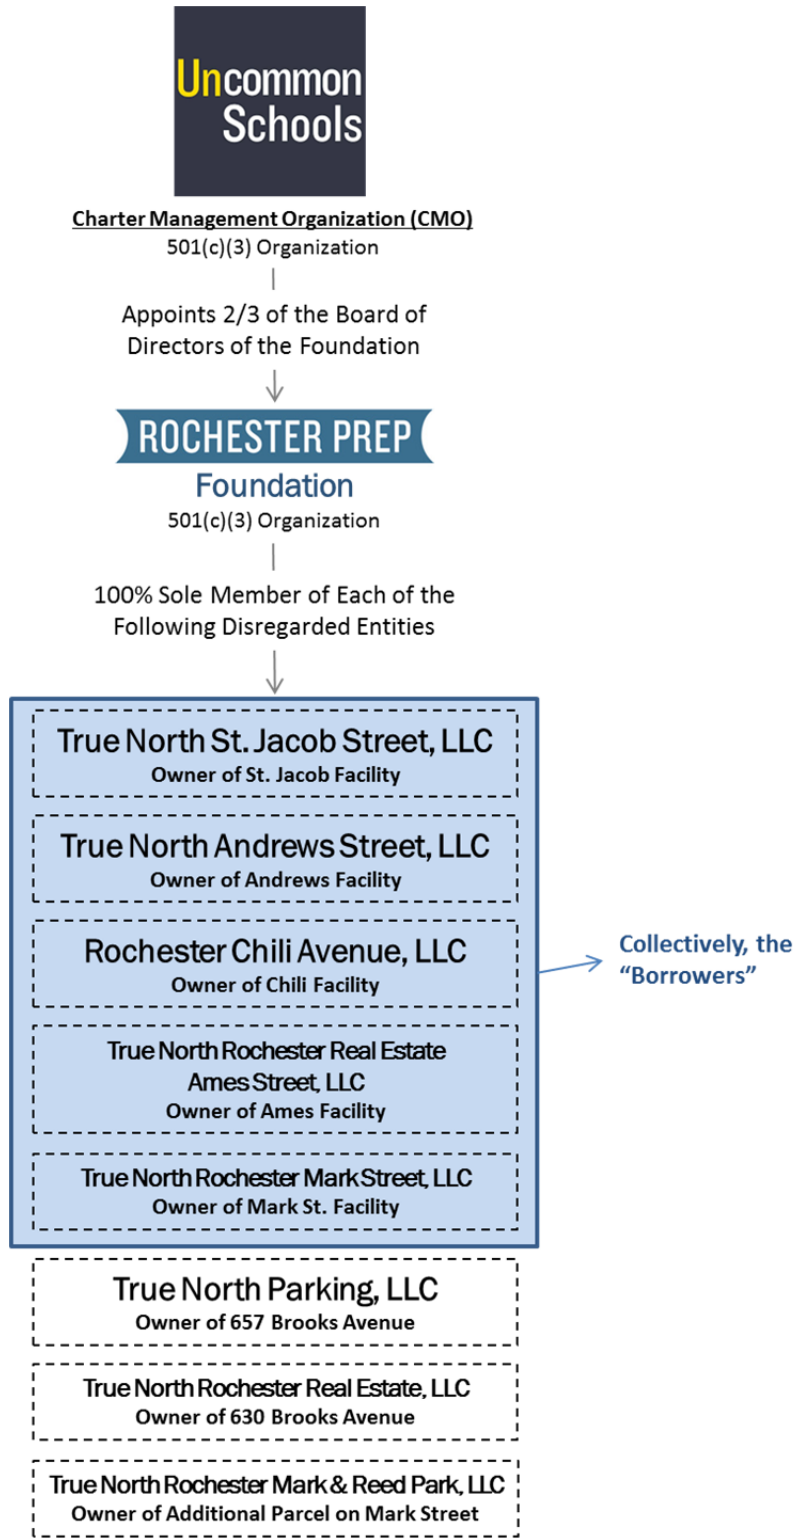 Uncommon
Schools
Charter Management Organization (CMO)
501(c)(3) Organization
Appoints 2/3 of the Board of
Directors of the Foundation
ROCHESTER PREP
Foundation
501(c)(3) Organization
100% Sole Member of Each of the
Following Disregarded Entities
True North St. Jacob Street, LLC
Owner of St. Jacob Facility
True North Andrews Street, LLC
Owner of Andrews Facility
Rochester Chili Avenue, LLC
Owner of Chili Facility
True North Rochester Real Estate
Ames Street, LLC
Owner of Ames Facility
True North Rochester Mark Street, LLC
Owner of Mark St. Facility
Collectively, the
“Borrowers”
True North Parking, LLC
Owner of 657 Brooks Avenue
True North Rochester Real Estate, LLC
Owner of 630 Brooks Avenue
True North Rochester Mark & Reed Park, LLC
Owner of Additional Parcel on Mark Street